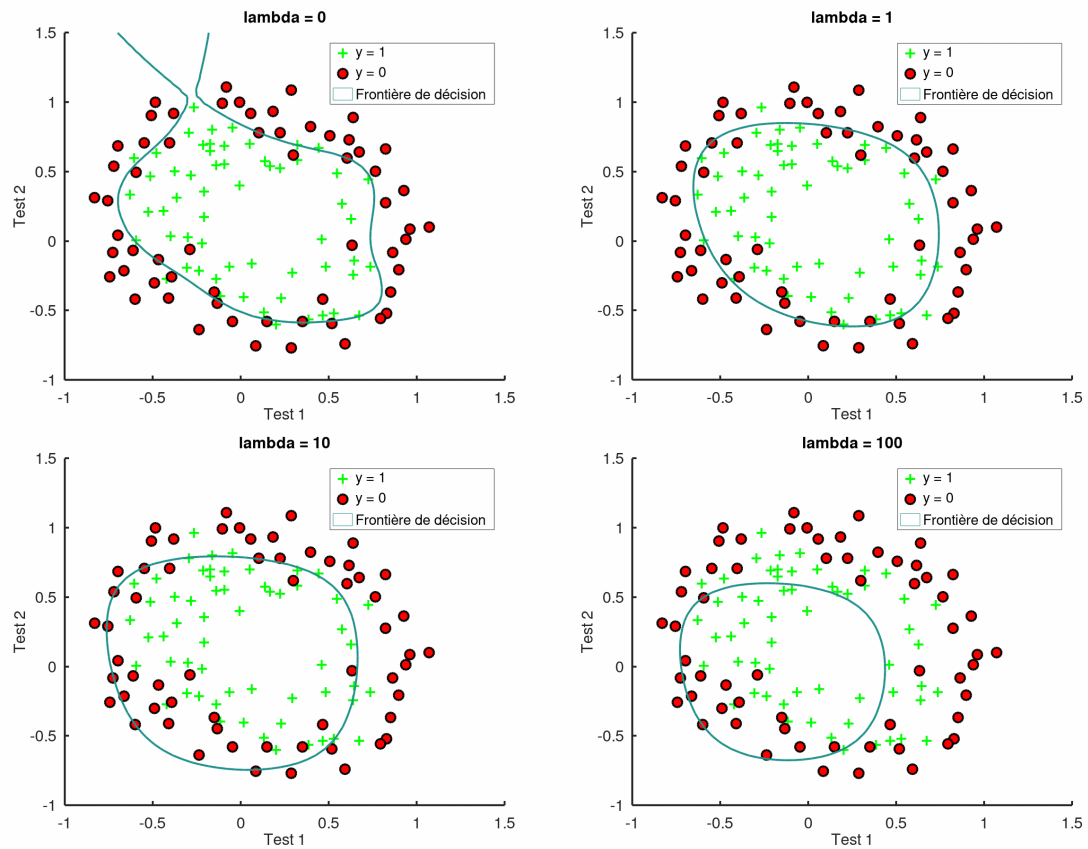 lambda = 0
1.5
1
0.5
0
-0.5
-1
Test 2
y = 1
y = 0
Frontière de décision
-1
-0.5
0
0.5
1
1.5
Test 1
lambda = 1
1.5
1
0.5
0
-0.5
-1
Test 2
y = 1
y = 0
Frontière de décision
-1
-0.5
0
0.5
1
1.5
Test 1
lambda = 10
1.5
1
0.5
0
-0.5
-1
Test 2
y = 1
y = 0
Frontière de décision
-1
-0.5
0
0.5
1
1.5
Test 1
lambda = 100
1.5
1
0.5
0
-0.5
-1
Test 2
y = 1
y = 0
Frontière de décision
-1
-0.5
0
0.5
1
1.5
Test 1